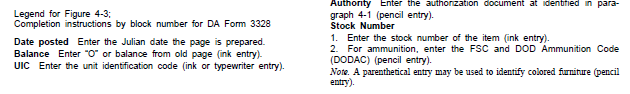 Legend for Figure 4-3;
Completion instructions by block number for DA Form 3328
Date posted Enter the Julian date the page is prepared.
Balance Enter "O" or balance from old page (ink entry).
UIC Enter the unit identification code (ink or typewriter entry).
Authority Enter the authorization document at identified in para-
graph 4-1 (pencil entry).
Stock Number
1. Enter the stock number of the item (ink entry).
2. For ammunition, enter the FSC and DOD Ammunition Code
(DODAC) (pencil entry).
Note. A parenthetical entry may be used to identify colored furniture (pencil
entry).